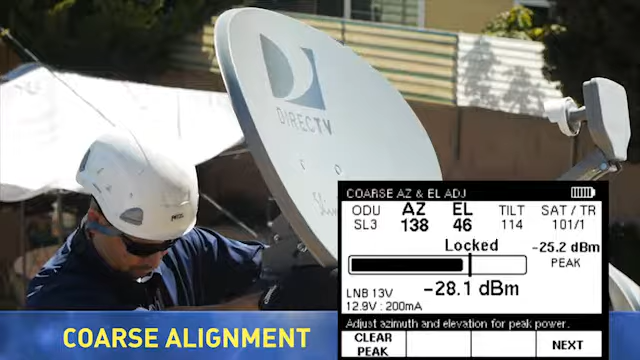 DIRECTV
COARSE AZ & EL ADJ
ODU AZ EL TILT SAT / TR
SL3 138 46 114 101/1
Locked
-25.2 dBm
PEAK
-28.1 dBm
LNB 13V
12.9V : 200mA
Adjust azimuth and elevation for peak power.
CLEAR
PEAK
NEXT
COARSE ALIGNMENT